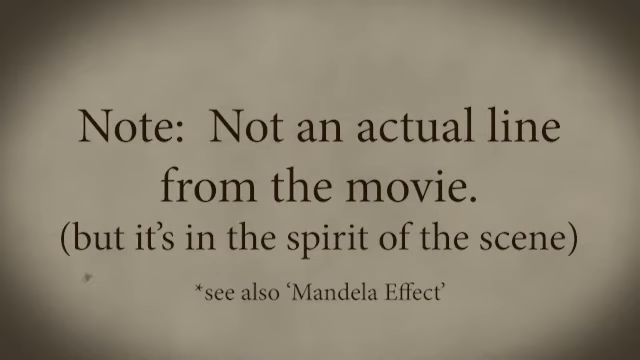 Note:  Not an actual line
from the movie.
(but it’s in the spirit of the scene)
*see also ‘Mandela Effect’